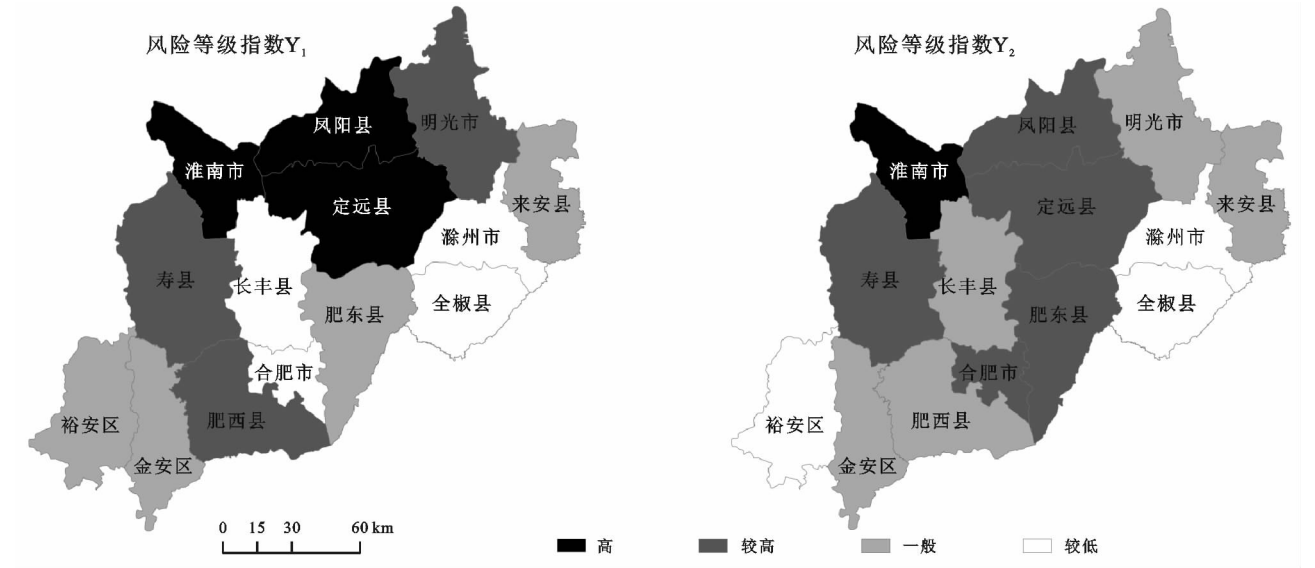 风险等级指数Y₁
凤阳县
明光市
淮南市
定远县
来安县
滁州市
寿县
长丰县
肥东县
全椒县
合肥市
裕安区
肥西县
金安区
0 15 30 60 km
风险等级指数Y₂
凤阳县
明光市
淮南市
定远县
来安县
滁州市
寿县
长丰县
肥东县
全椒县
合肥市
裕安区
肥西县
金安区
高 较高 一般 较低